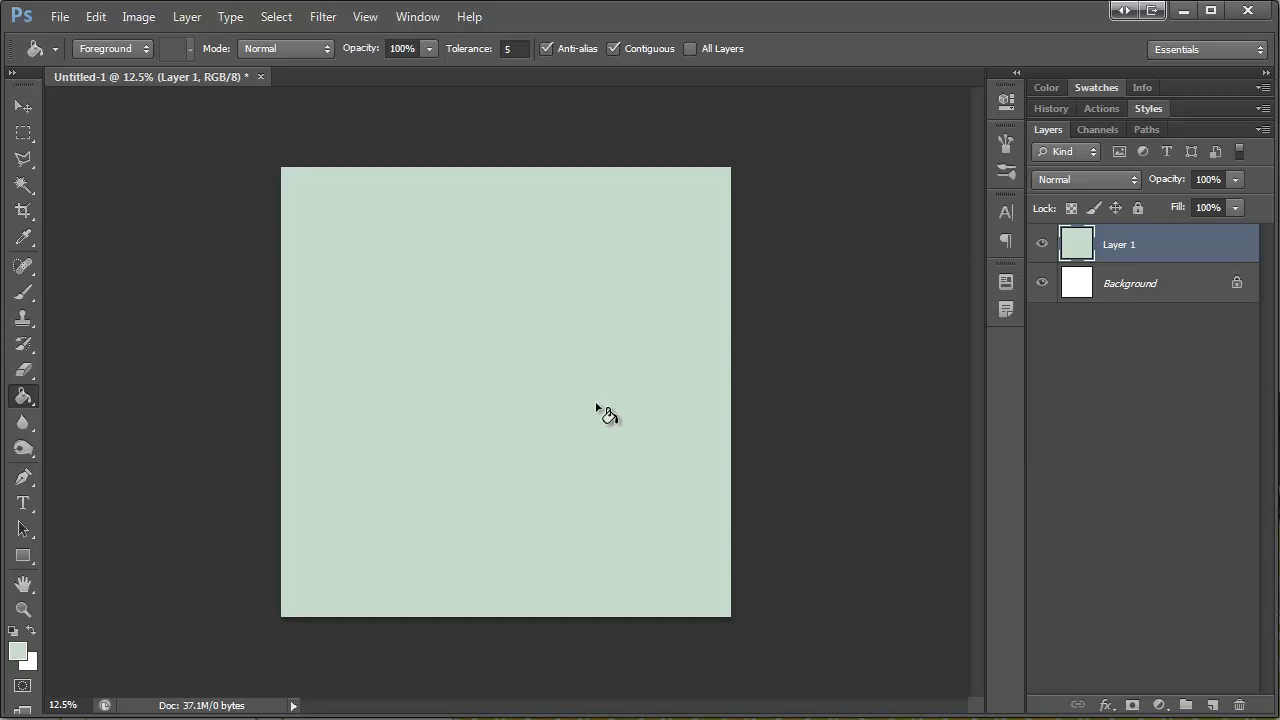 Ps File Edit Image Layer Type Select Filter View Window Help
Foreground Mode: Normal Opacity: 100% Tolerance: 5 Anti-alias Contiguous All Layers Essentials
Untitled-1 @ 12.5% (Layer 1, RGB/8) * ×
Color Swatches Info
History Actions Styles
Layers Channels Paths
Kind T
Normal Opacity: 100%
Lock: Fill: 100%
Layer 1
Background
A
T
fx
12.5% Doc: 37.1M/0 bytes